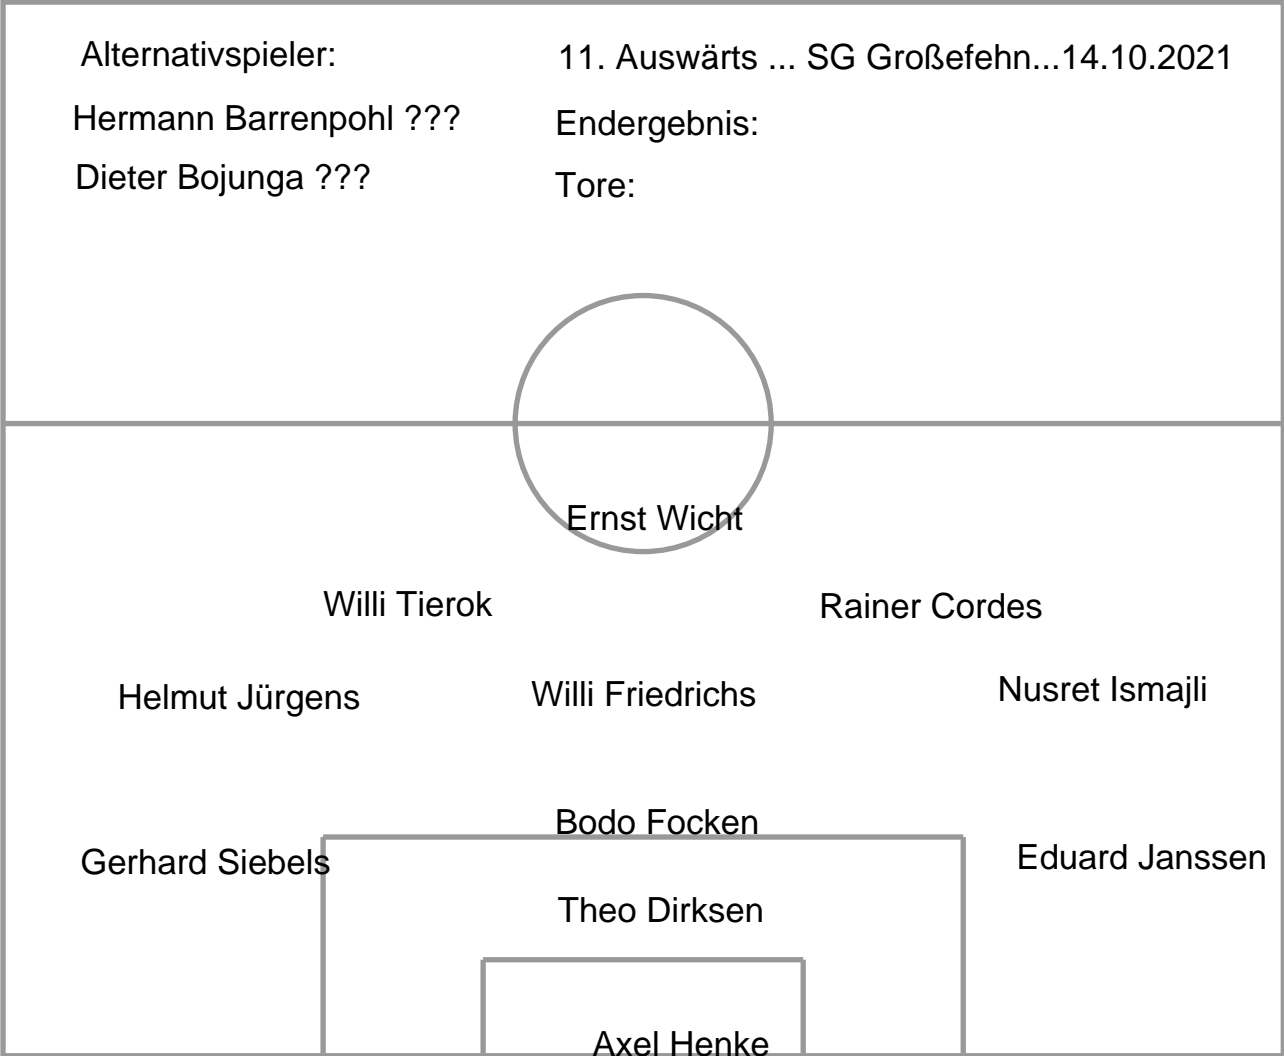 Alternativspieler:
Hermann Barrenpohl ???
Dieter Bojunga ???
11. Auswärts ... SG Großefehn...14.10.2021
Endergebnis:
Tore:
Ernst Wicht
Willi Tierok
Rainer Cordes
Helmut Jürgens
Willi Friedrichs
Nusret Ismajli
Bodo Focken
Gerhard Siebels
Eduard Janssen
Theo Dirksen
Axel Henke